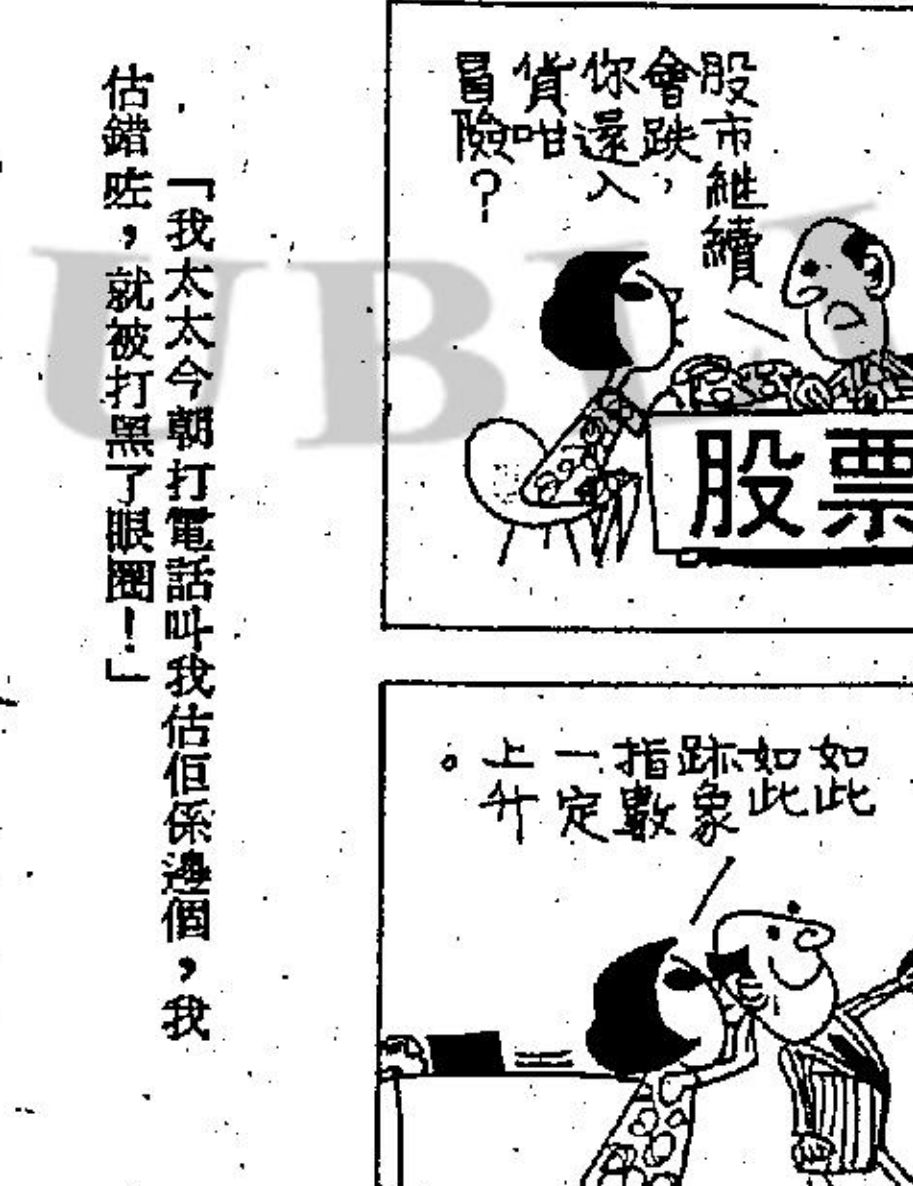 股市継續
會跌，
你還入
貨咁
冒險？
股票
如此
如此
跡象
指數
一定
上升
。
「我太太今朝打電話叫我估佢係邊個，我
估錯咗，就被打黑了眼圈！」